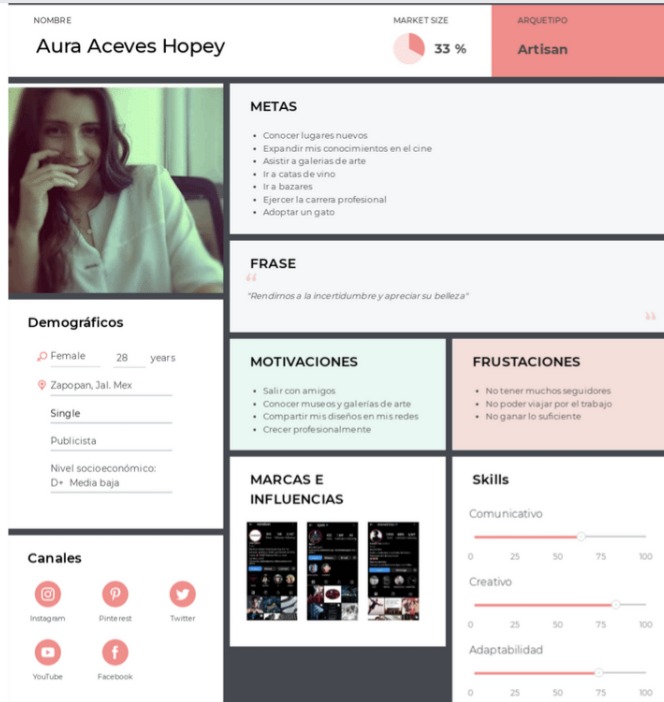 NOMBRE
Aura Aceves Hopey
MARKET SIZE
33 %
ARQUETIPO
Artisan
METAS
• Conocer lugares nuevos
• Expandir mis conocimientos en el cine
• Asistir a galerias de arte
• Ir a catas de vino
• Ir a bazares
• Ejercer la carrera profesional
• Adoptar un gato
FRASE
“
"Rendirnos a la incertidumbre y apreciar su belleza"
”
Demográficos
Female 28 years
Zapopan, Jal. Mex
Single
Publicista
Nivel socioeconómico:
D+ Media baja
MOTIVACIONES
• Salir con amigos
• Conocer museos y galerías de arte
• Compartir mis diseños en mis redes
• Crecer profesionalmente
FRUSTACIONES
• No tener muchos seguidores
• No poder viajar por el trabajo
• No ganar lo suficiente
Canales
Instagram
Pinterest
Twitter
YouTube
Facebook
MARCAS E
INFLUENCIAS
Skills
Comunicativo
0 25 50 75 100
Creativo
0 25 50 75 100
Adaptabilidad
0 25 50 75 100